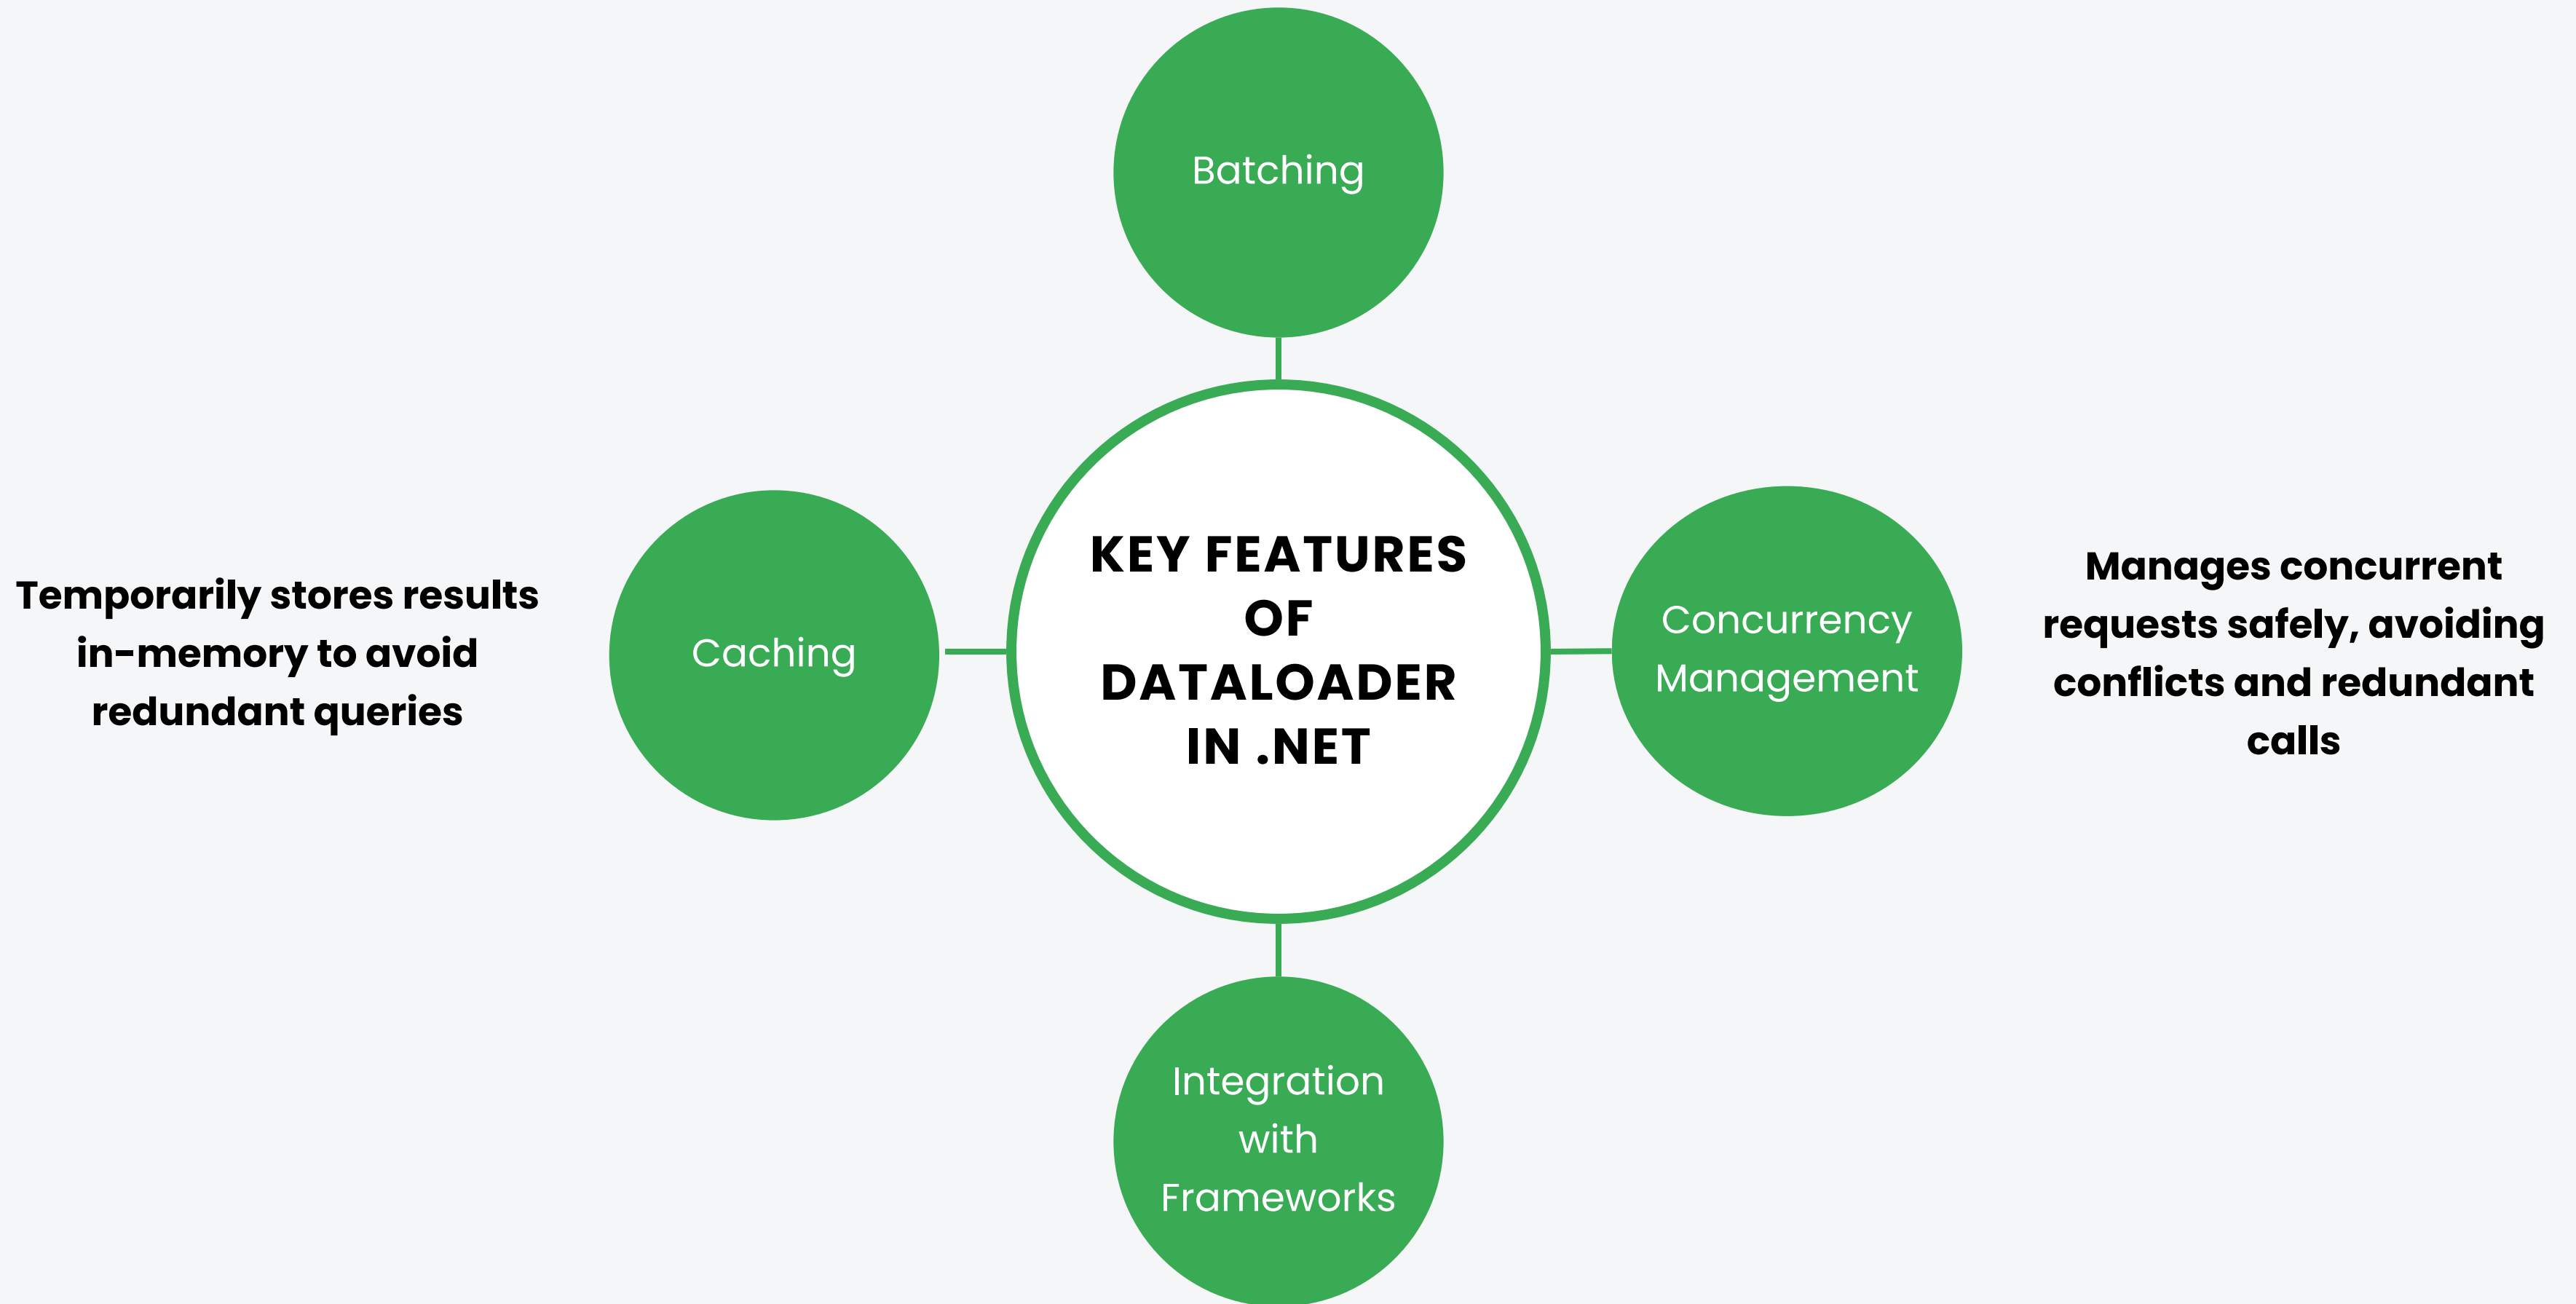 Batching
KEY FEATURES
OF
DATALOADER
IN .NET
Temporarily stores results
in-memory to avoid
redundant queries
Caching
Concurrency
Management
Manages concurrent
requests safely, avoiding
conflicts and redundant
calls
Integration
with
Frameworks